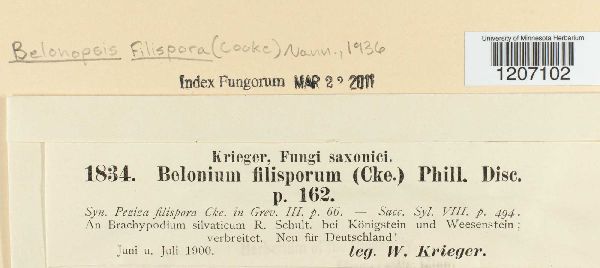 University of Minnesota Herbarium
1207102
Belonopsis filispora (Cooke) Nannf., 1936
Index Fungorum MAR 22 2011
Krieger, Fungi saxonici.
1834. Belonium filisporum (Cke.) Phill. Disc.
p. 162.
Syn. Peziza filispora Cke. in Grev. III. p. 66. — Sacc. Syl. VIII. p. 494.
An Brachypodium silvaticum R. Schult. bei Königstein und Weesenstein;
verbreitet. Neu für Deutschland!
Juni u. Juli 1900. leg. W. Krieger.